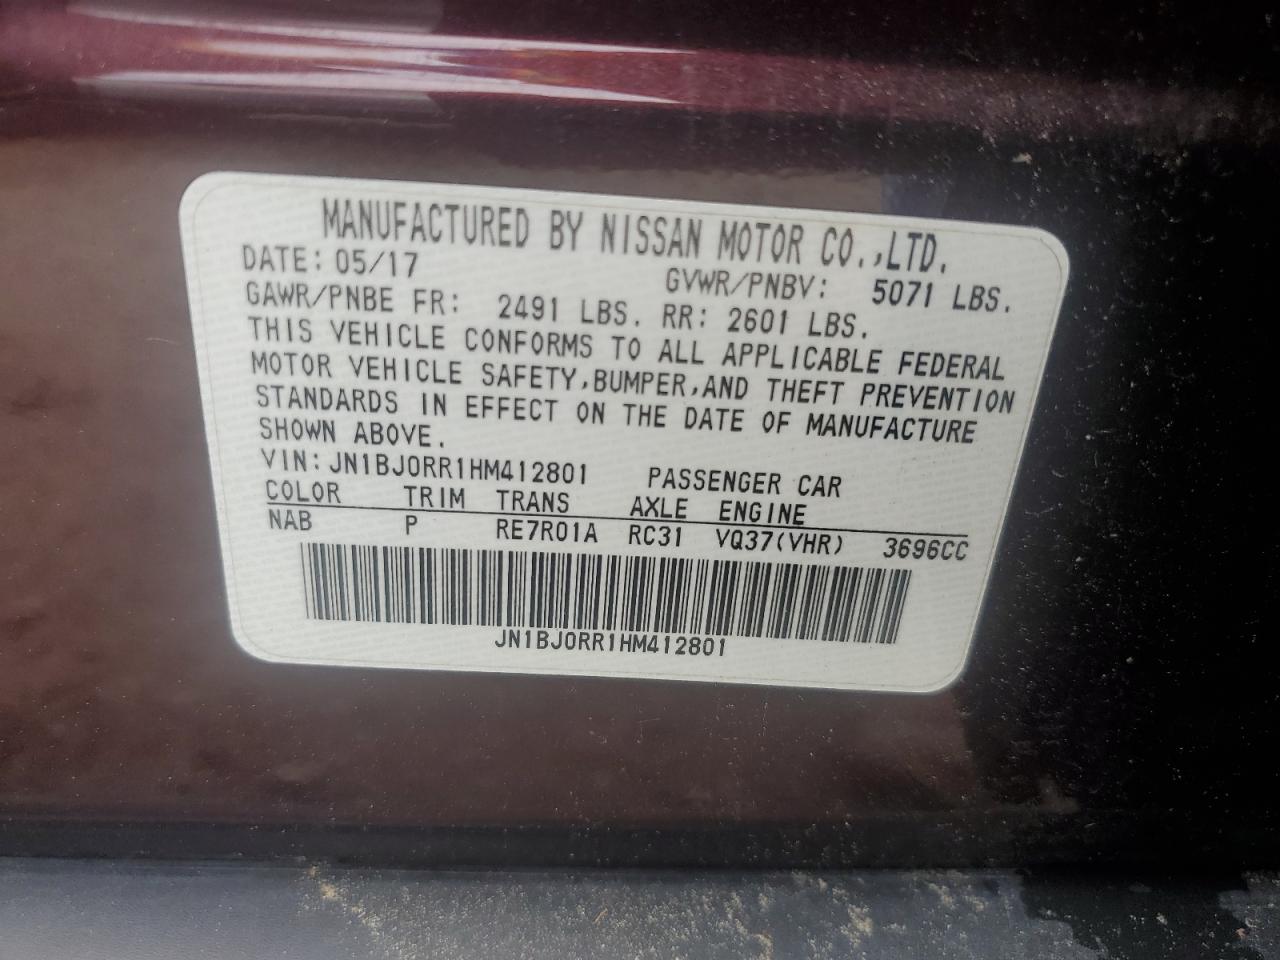 MANUFACTURED BY NISSAN MOTOR CO.,LTD.
DATE: 05/17 GVWR/PNBV: 5071 LBS.
GAWR/PNBE FR: 2491 LBS. RR: 2601 LBS.
THIS VEHICLE CONFORMS TO ALL APPLICABLE FEDERAL
MOTOR VEHICLE SAFETY,BUMPER,AND THEFT PREVENTION
STANDARDS IN EFFECT ON THE DATE OF MANUFACTURE
SHOWN ABOVE.
VIN:JN1BJ0RR1HM412801 PASSENGER CAR
COLOR TRIM TRANS AXLE ENGINE
NAB P RE7R01A RC31 VQ37(VHR) 3696CC
JN1BJ0RR1HM412801